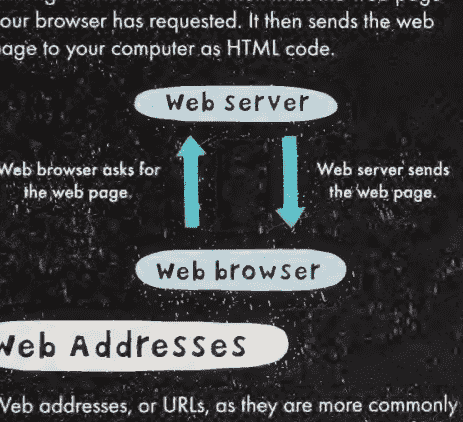 our browser has requested. It then sends the web
page to your computer as HTML code.
Web server
Web browser asks for
the web page.
Web server sends
the web page.
Web browser
Web Addresses
Web addresses, or URLs, as they are more commonly